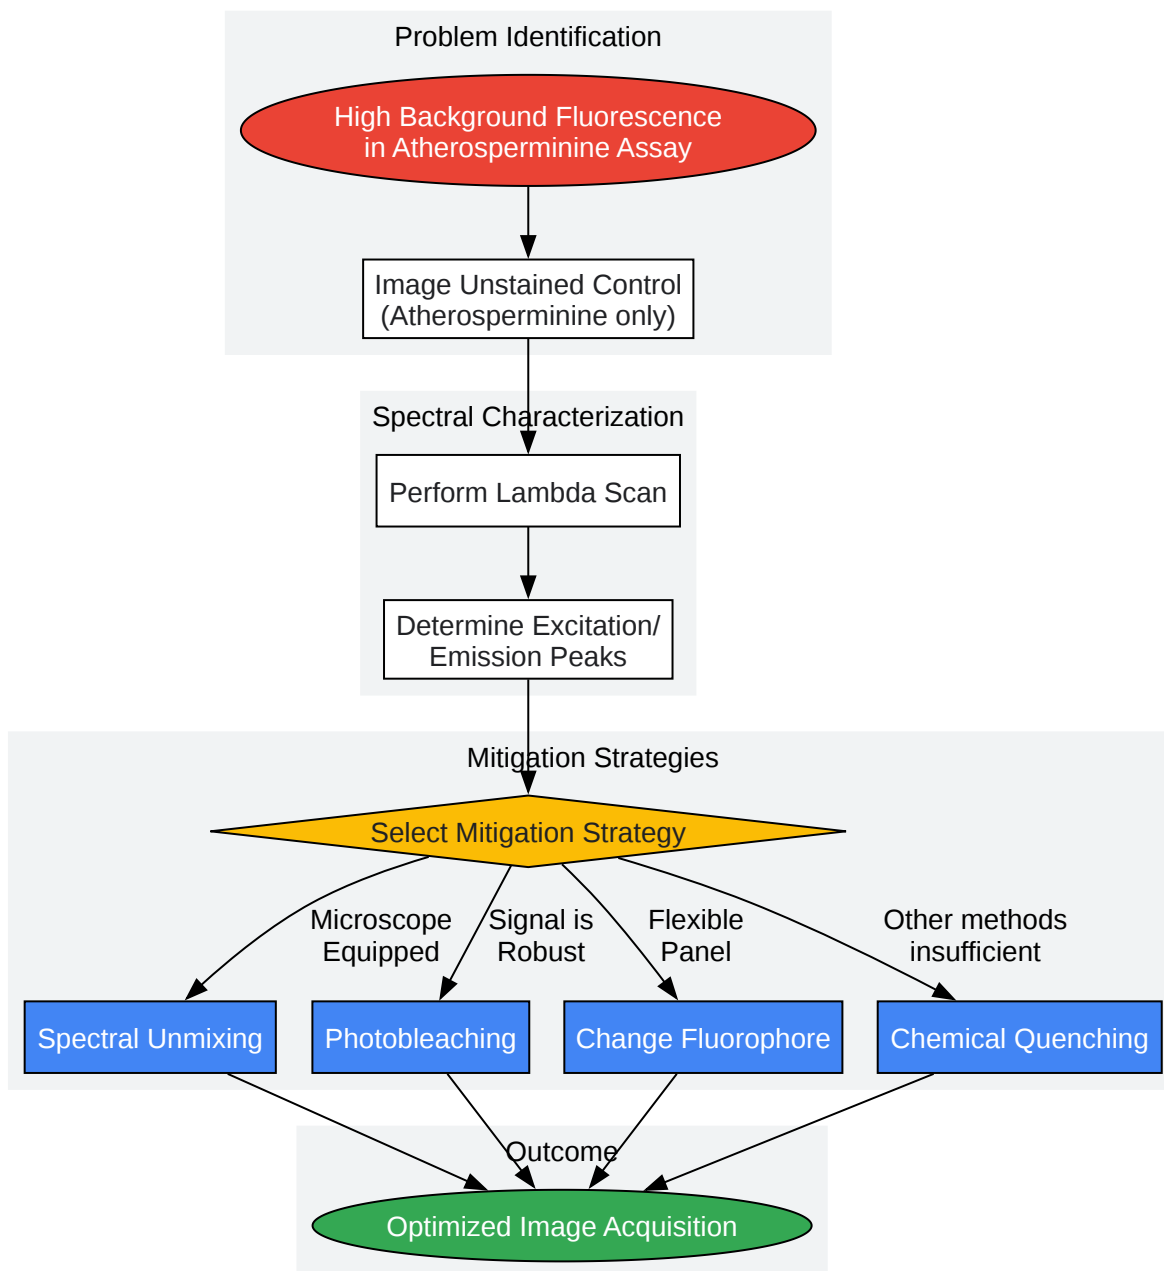 Problem Identification
High Background Fluorescence
in Atherosperminine Assay
Image Unstained Control
(Atherosperminine only)
Spectral Characterization
Perform Lambda Scan
Determine Excitation/
Emission Peaks
Mitigation Strategies
Select Mitigation Strategy
Microscope
Equipped
Signal is
Robust
Flexible
Panel
Other methods
insufficient
Spectral Unmixing
Photobleaching
Change Fluorophore
Chemical Quenching
Outcome
Optimized Image Acquisition